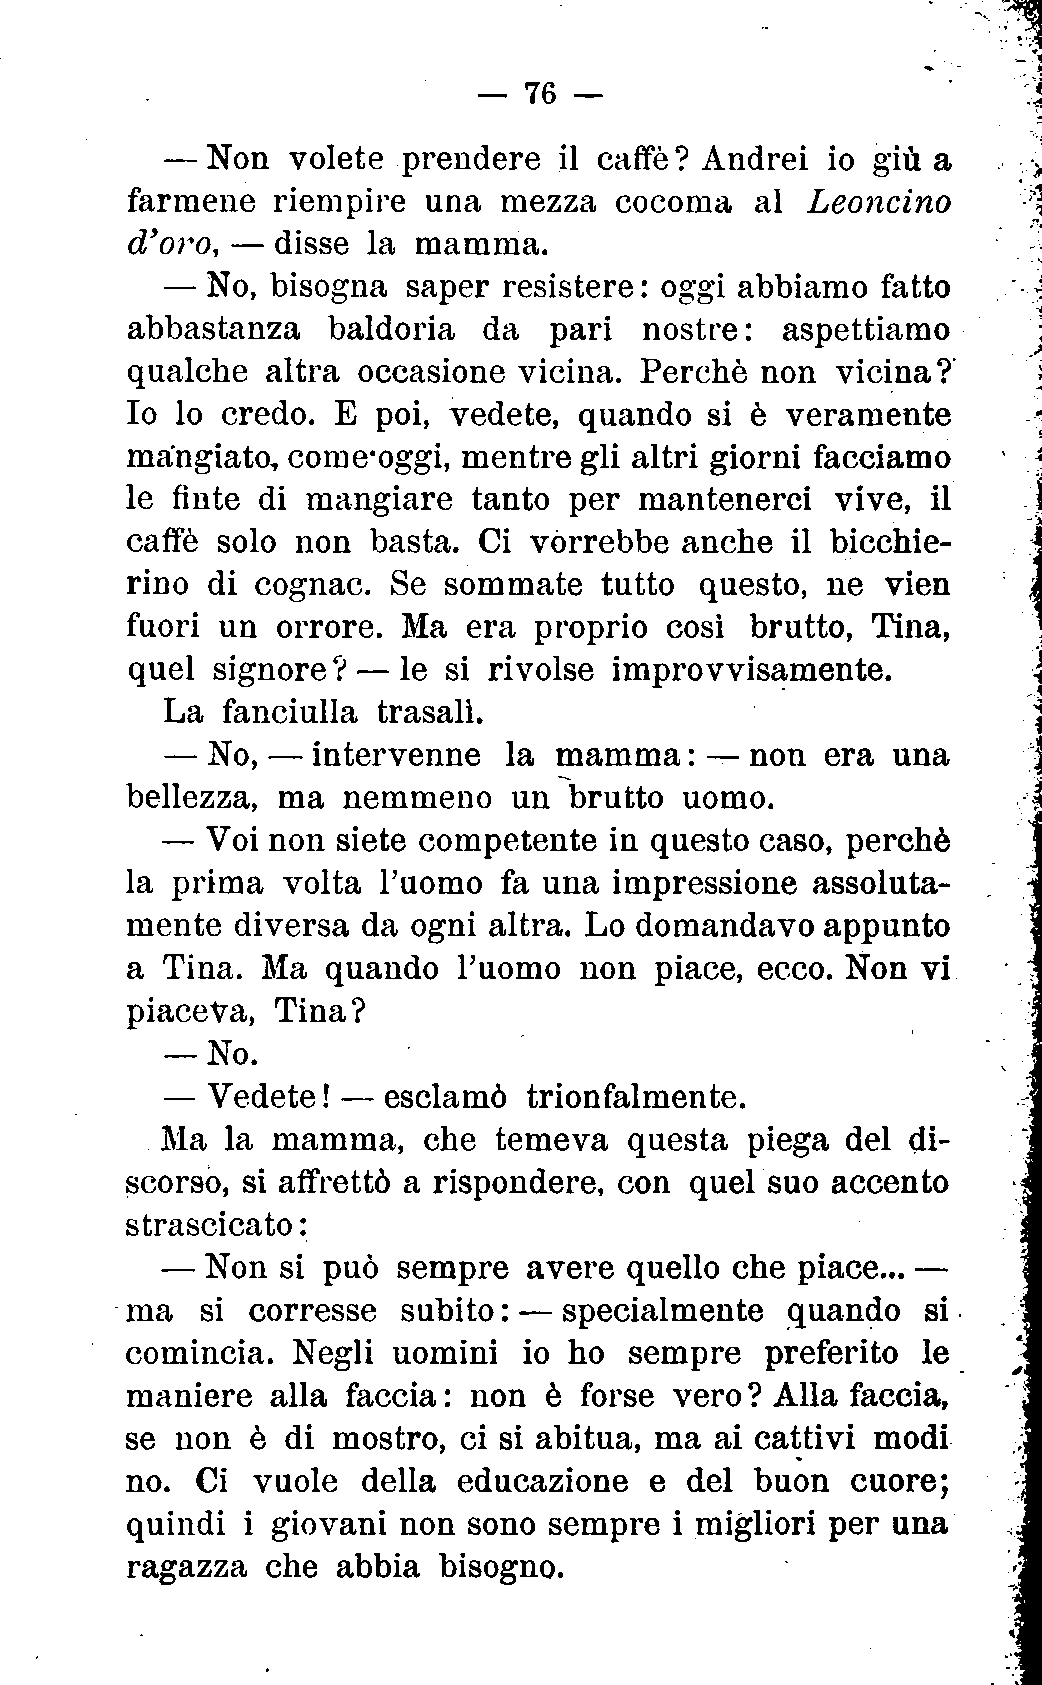 — 76 —
— Non volete prendere il caffè? Andrei io giù a
farmene riempire una mezza cocoma al Leoncino
d'oro, — disse la mamma.
— No, bisogna saper resistere: oggi abbiamo fatto
abbastanza baldoria da pari nostre: aspettiamo
qualche altra occasione vicina. Perchè non vicina?
Io lo credo. E poi, vedete, quando si è veramente
mangiato, come oggi, mentre gli altri giorni facciamo
le finte di mangiare tanto per mantenerci vive, il
caffè solo non basta. Ci vorrebbe anche il bicchie-
rino di cognac. Se sommate tutto questo, ne vien
fuori un orrore. Ma era proprio così brutto, Tina,
quel signore? — le si rivolse improvvisamente.
La fanciulla trasalì.
— No, — intervenne la mamma: — non era una
bellezza, ma nemmeno un brutto uomo.
— Voi non siete competente in questo caso, perchè
la prima volta l'uomo fa una impressione assoluta-
mente diversa da ogni altra. Lo domandavo appunto
a Tina. Ma quando l'uomo non piace, ecco. Non vi
piaceva, Tina?
— No.
— Vedete! — esclamò trionfalmente.
Ma la mamma, che temeva questa piega del di-
scorso, si affrettò a rispondere, con quel suo accento
strascicato:
— Non si può sempre avere quello che piace... —
ma si corresse subito: — specialmente quando si
comincia. Negli uomini io ho sempre preferito le
maniere alla faccia: non è forse vero? Alla faccia,
se non è di mostro, ci si abitua, ma ai cattivi modi
no. Ci vuole della educazione e del buon cuore;
quindi i giovani non sono sempre i migliori per una
ragazza che abbia bisogno.